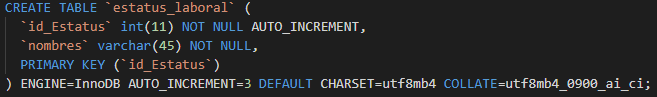 CREATE TABLE `estatus_laboral` (
`id_Estatus` int(11) NOT NULL AUTO_INCREMENT,
`nombres` varchar(45) NOT NULL,
PRIMARY KEY (`id_Estatus`)
) ENGINE=InnoDB AUTO_INCREMENT=3 DEFAULT CHARSET=utf8mb4 COLLATE=utf8mb4_0900_ai_ci;